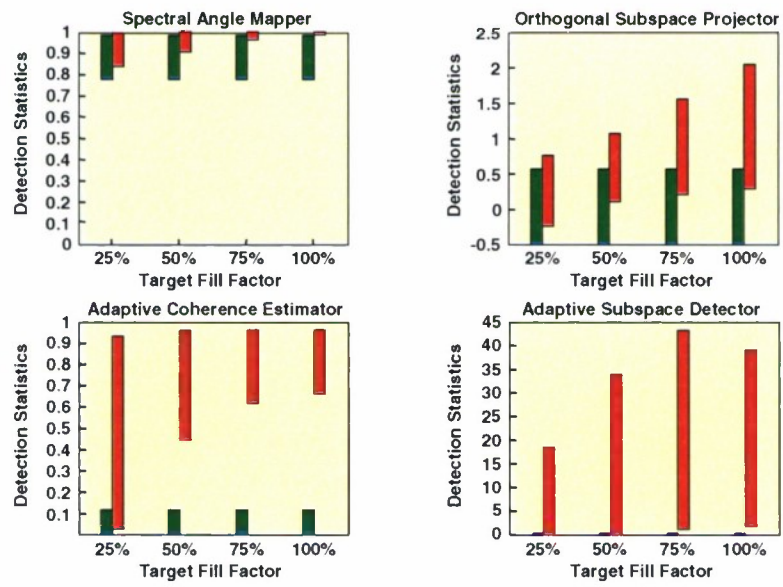 Spectral Angle Mapper
Detection Statistics
1
0.9
0.8
0.7
0.6
0.5
0.4
0.3
0.2
0.1
0
25% 50% 75% 100%
Target Fill Factor
Orthogonal Subspace Projector
Detection Statistics
2.5
2
1.5
1
0.5
0
-0.5
25% 50% 75% 100%
Target Fill Factor
Adaptive Coherence Estimator
Detection Statistics
1
0.9
0.8
0.7
0.6
0.5
0.4
0.3
0.2
0.1
25% 50% 75% 100%
Target Fill Factor
Adaptive Subspace Detector
Detection Statistics
45
40
35
30
25
20
15
10
5
0
25% 50% 75% 100%
Target Fill Factor